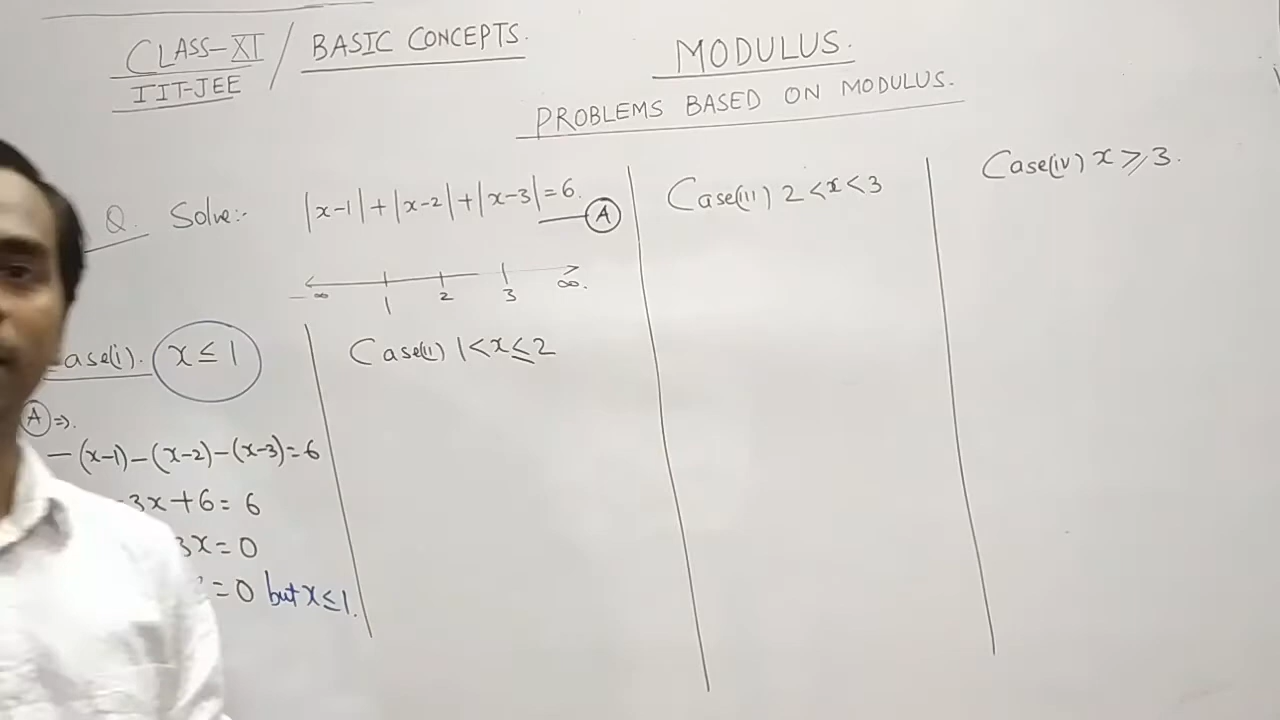 CLASS-XI / BASIC CONCEPTS.
IIT-JEE
MODULUS.
PROBLEMS BASED ON MODULUS.
Q. Solve:- |x-1|+|x-2|+|x-3|=6. A
-∞ 1 2 3 ∞.
ase(i). x≤1
A ⇒.
-(x-1)-(x-2)-(x-3)=6
-3x+6=6
3x=0
=0 but x≤1.
Case(ii) 1<x≤2
Case(iii) 2<x<3
Case(iv) x≥3.